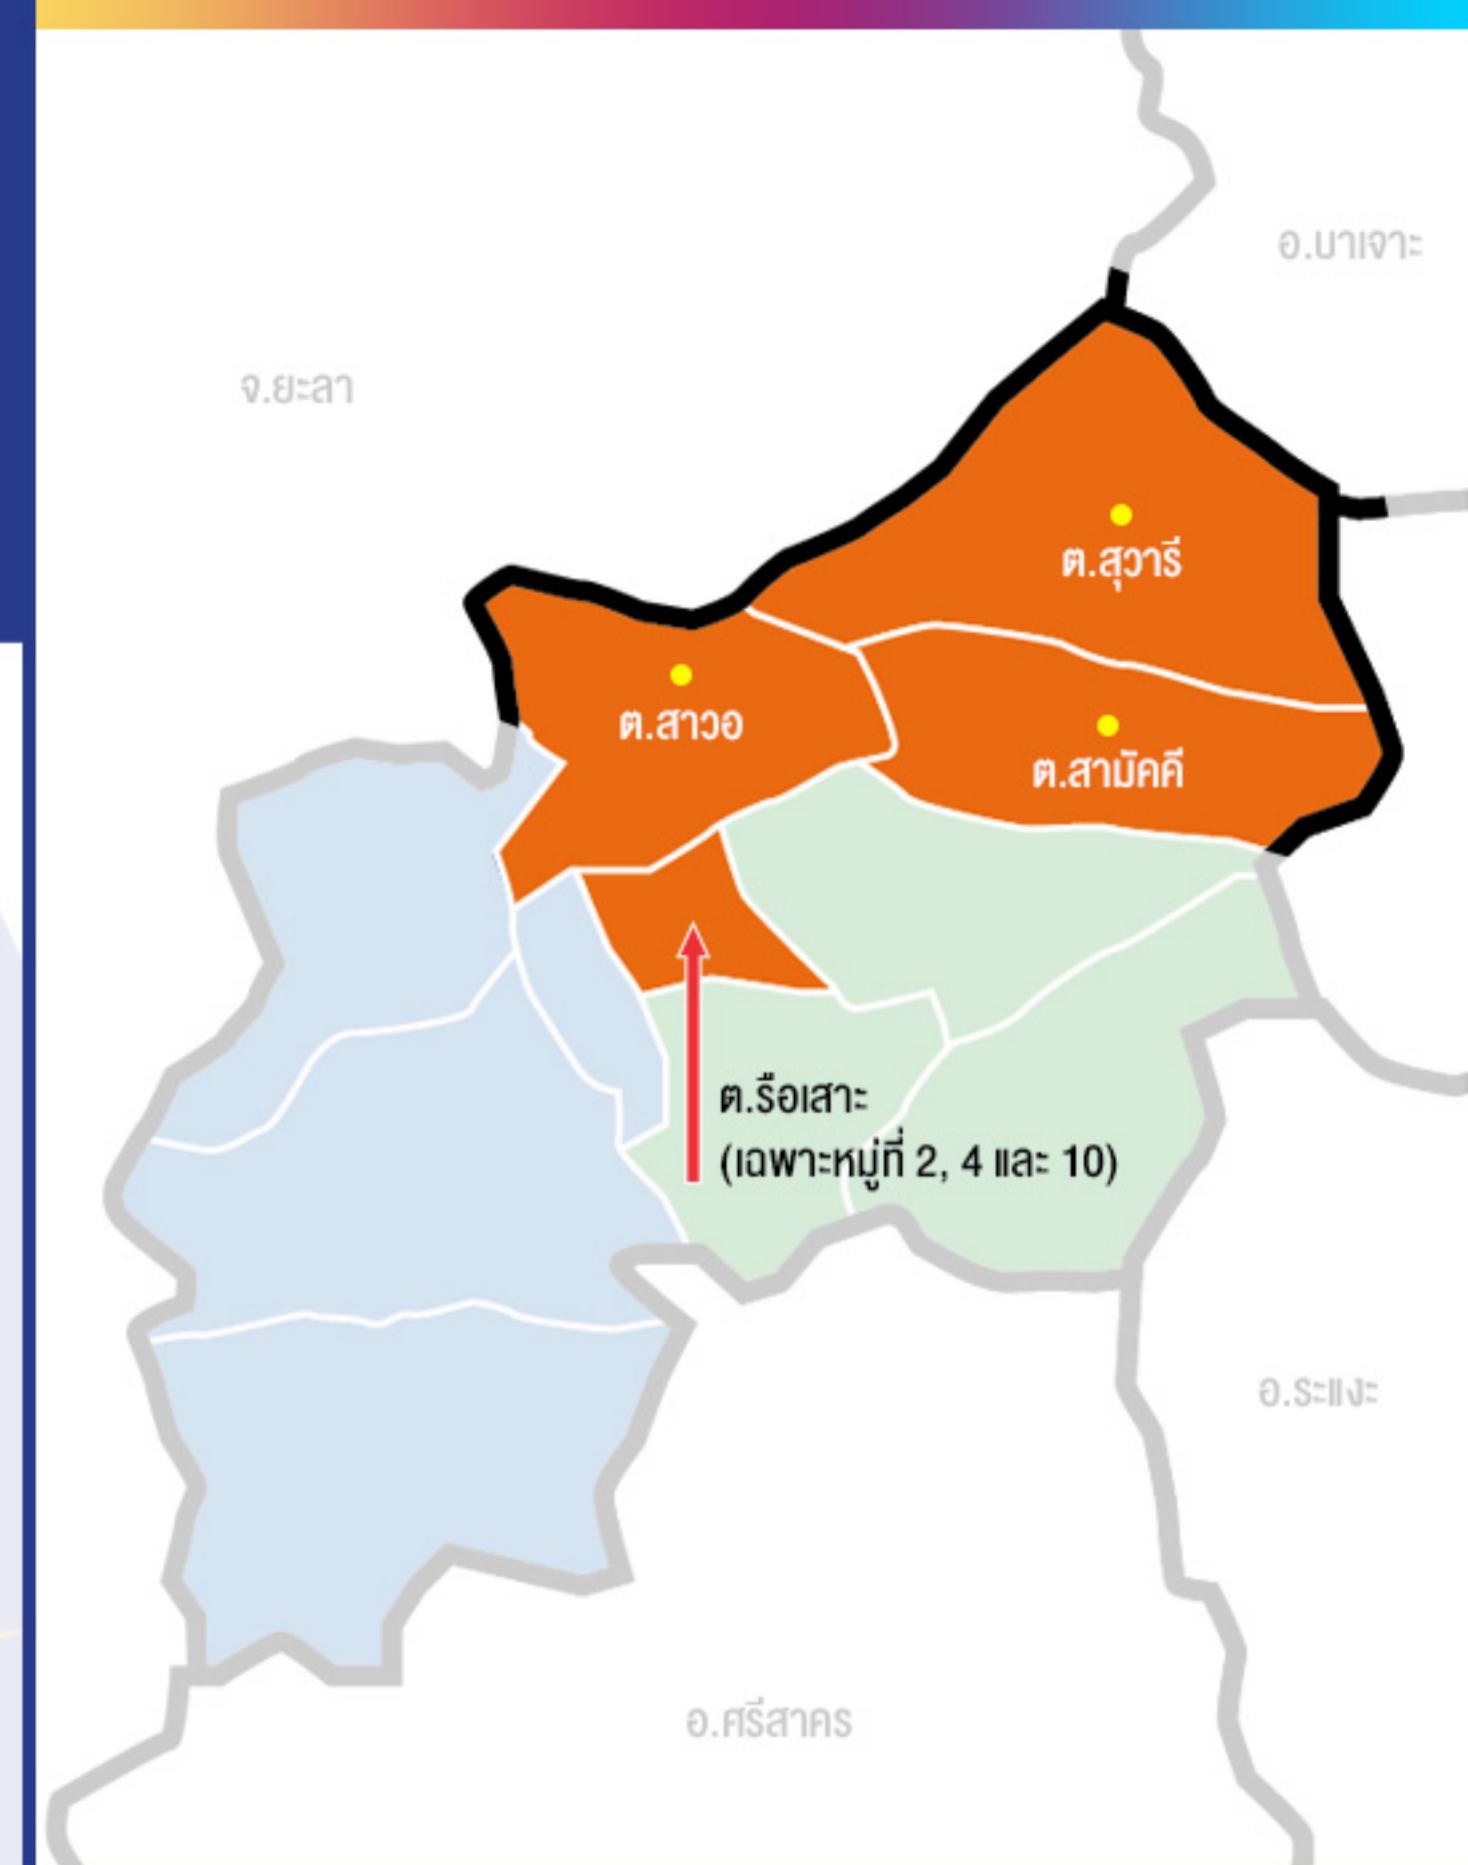 อ.บาเจาะ
จ.ยะลา
ต.สุวารี
ต.สาวอ
ต.สามัคคี
ต.รือเสาะ
(เฉพาะหมู่ที่ 2, 4 และ 10)
อ.ระแงะ
อ.ศรีสาคร